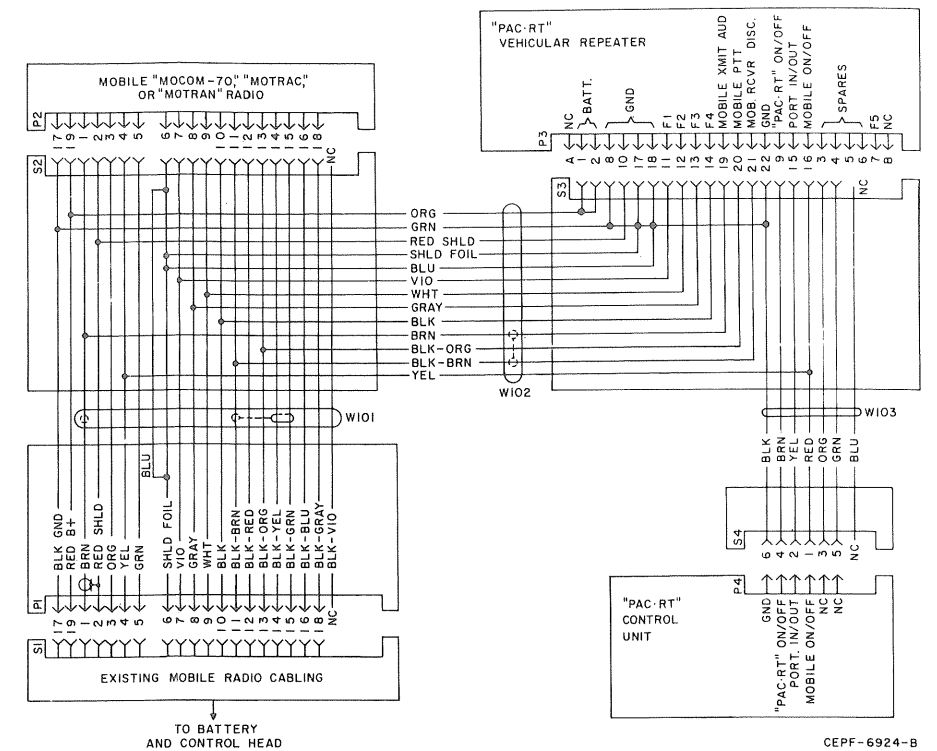 "PAC·RT"
VEHICULAR REPEATER
MOBILE "MOCOM-70," "MOTRAC,"
OR "MOTRAN" RADIO
P2
17 19 1 2 3 4 5 6 7 8 9 10 11 12 13 14 15 16 18 NC
S2
NC
BATT.
GND
F1
F2
F3
F4
MOBILE XMIT AUD
MOBILE PTT
MOB. RCVR DISC.
GND
"PAC-RT" ON/OFF
PORT IN/OUT
MOBILE ON/OFF
SPARES
F5
NC
P3
A 1 2 8 10 17 18 11 12 13 14 19 20 21 22 9 15 16 3 4 5 6 7 B
S3
NC
ORG
GRN
RED SHLD
SHLD FOIL
BLU
VIO
WHT
GRAY
BLK
BRN
BLK-ORG
BLK-BRN
YEL
W102
W101
W103
BLU
BLK GND
RED B+
BRN
RED SHLD
ORG
YEL
GRN
SHLD FOIL
VIO
GRAY
WHT
BLK
BLK-BRN
BLK-RED
BLK-ORG
BLK-YEL
BLK-GRN
BLK-BLU
BLK-GRAY
BLK-VIO
P1
17 19 1 2 3 4 5 6 7 8 9 10 11 12 13 14 15 16 18 NC
S1
EXISTING MOBILE RADIO CABLING
TO BATTERY
AND CONTROL HEAD
BLK
BRN
YEL
RED
ORG
GRN
BLU
S4
6 4 2 1 3 5 NC
P4
"PAC·RT"
CONTROL
UNIT
GND
"PAC-RT" ON/OFF
PORT. IN/OUT
MOBILE ON/OFF
NC
NC
CEPF-6924-B